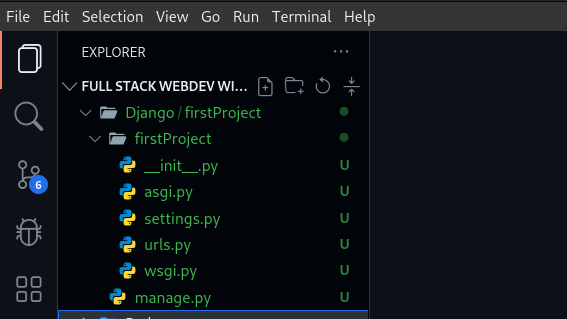 File Edit Selection View Go Run Terminal Help
EXPLORER ···
FULL STACK WEBDEV WI...
Django / firstProject
firstProject
__init__.py U
asgi.py U
settings.py U
6
urls.py U
wsgi.py U
manage.py U